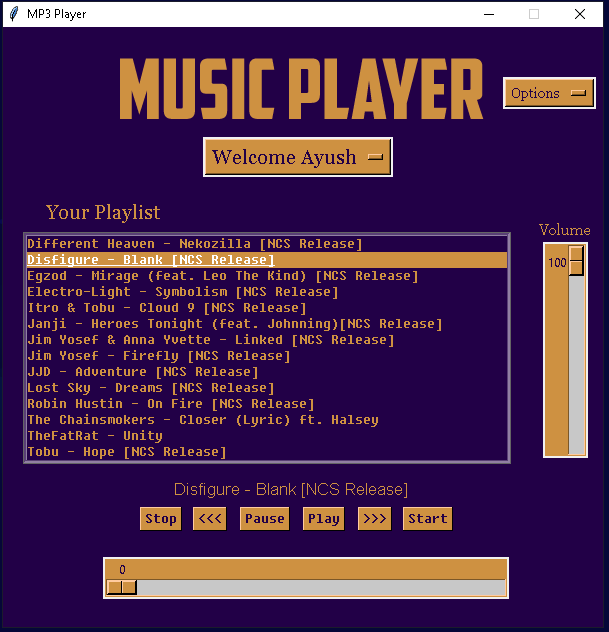 MP3 Player
MUSIC PLAYER
Options
Welcome Ayush
Your Playlist
Volume
Different Heaven - Nekozilla [NCS Release]
Disfigure - Blank [NCS Release]
Egzod - Mirage (feat. Leo The Kind) [NCS Release]
Electro-Light - Symbolism [NCS Release]
Itro & Tobu - Cloud 9 [NCS Release]
Janji - Heroes Tonight (feat. Johnning)[NCS Release]
Jim Yosef & Anna Yvette - Linked [NCS Release]
Jim Yosef - Firefly [NCS Release]
JJD - Adventure [NCS Release]
Lost Sky - Dreams [NCS Release]
Robin Hustin - On Fire [NCS Release]
The Chainsmokers - Closer (Lyric) ft. Halsey
TheFatRat - Unity
Tobu - Hope [NCS Release]
100
Disfigure - Blank [NCS Release]
Stop <<< Pause Play >>> Start
0